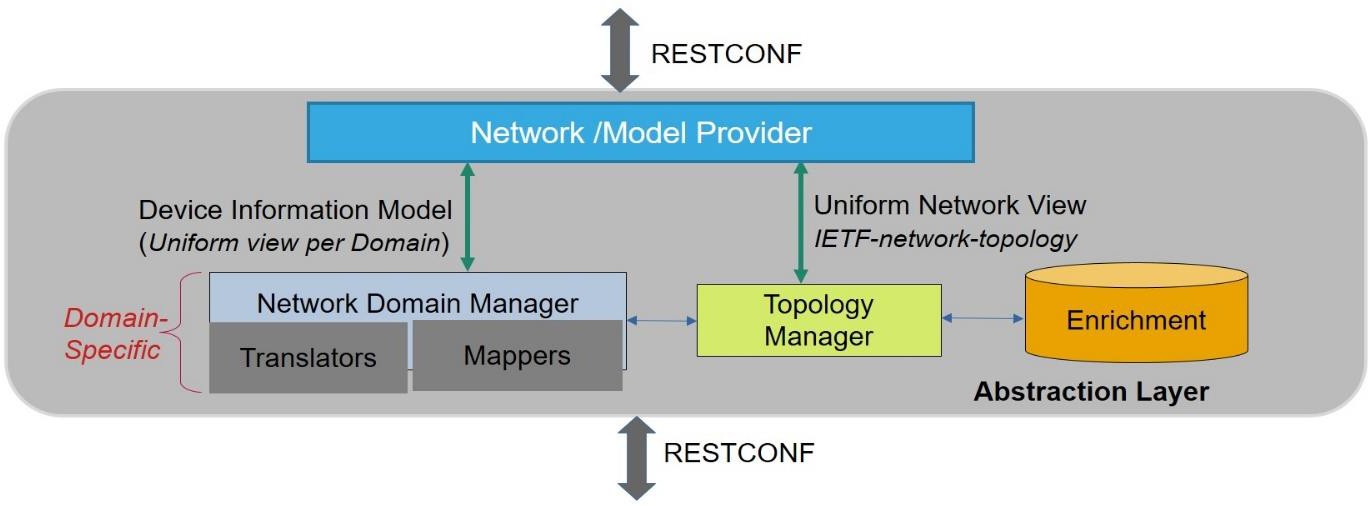 RESTCONF
Network /Model Provider
Device Information Model
(Uniform view per Domain)
Uniform Network View
IETF-network-topology
Domain-
Specific
Network Domain Manager
Translators
Mappers
Topology
Manager
Enrichment
Abstraction Layer
RESTCONF